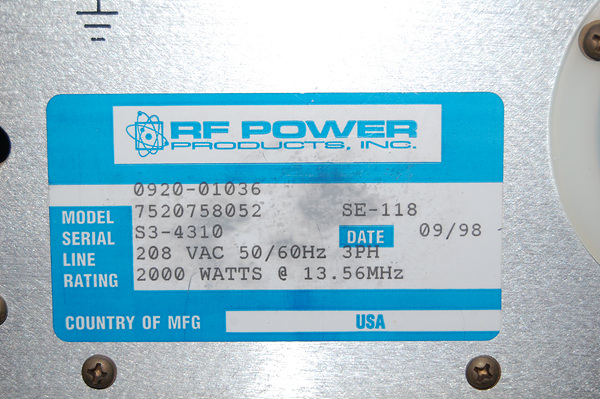 RF POWER
PRODUCTS, INC.
0920-01036
MODEL 7520758052 SE-118
SERIAL S3-4310 DATE 09/98
LINE 208 VAC 50/60Hz 3PH
RATING 2000 WATTS @ 13.56MHz
COUNTRY OF MFG USA